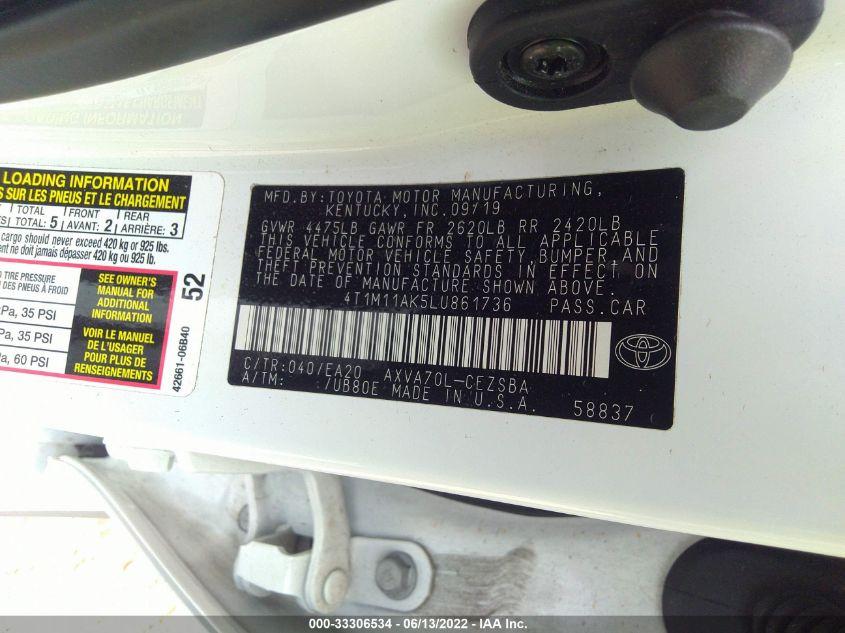 LOADING INFORMATION
S SUR LES PNEUS ET LE CHARGEMENT
TOTAL FRONT REAR
TOTAL: 5 AVANT: 2 ARRIÈRE: 3
cargo should never exceed 420 kg or 925 lbs.
ent ne doit jamais dépasser 420 kg ou 925 lb.
TIRE PRESSURE
DES PNEUS À FROID
Pa, 35 PSI
Pa, 35 PSI
Pa, 60 PSI
SEE OWNER'S
MANUAL FOR
ADDITIONAL
INFORMATION
VOIR LE MANUEL
DE L'USAGER
POUR PLUS DE
RENSEIGNEMENTS
52
42661-06B40
MFD.BY:TOYOTA MOTOR MANUFACTURING,
KENTUCKY, INC.09/19
GVWR 4475LB GAWR FR 2620LB RR 2420LB
THIS VEHICLE CONFORMS TO ALL APPLICABLE
FEDERAL MOTOR VEHICLE SAFETY, BUMPER, AND
THEFT PREVENTION STANDARDS IN EFFECT ON
THE DATE OF MANUFACTURE SHOWN ABOVE.
4T1M11AK5LU861736 PASS.CAR
C/TR:040/EA20 AXVA70L-CEZSBA
A/TM: /UB80E MADE IN U.S.A. 58837
000-33306534 - 06/13/2022 - IAA Inc.